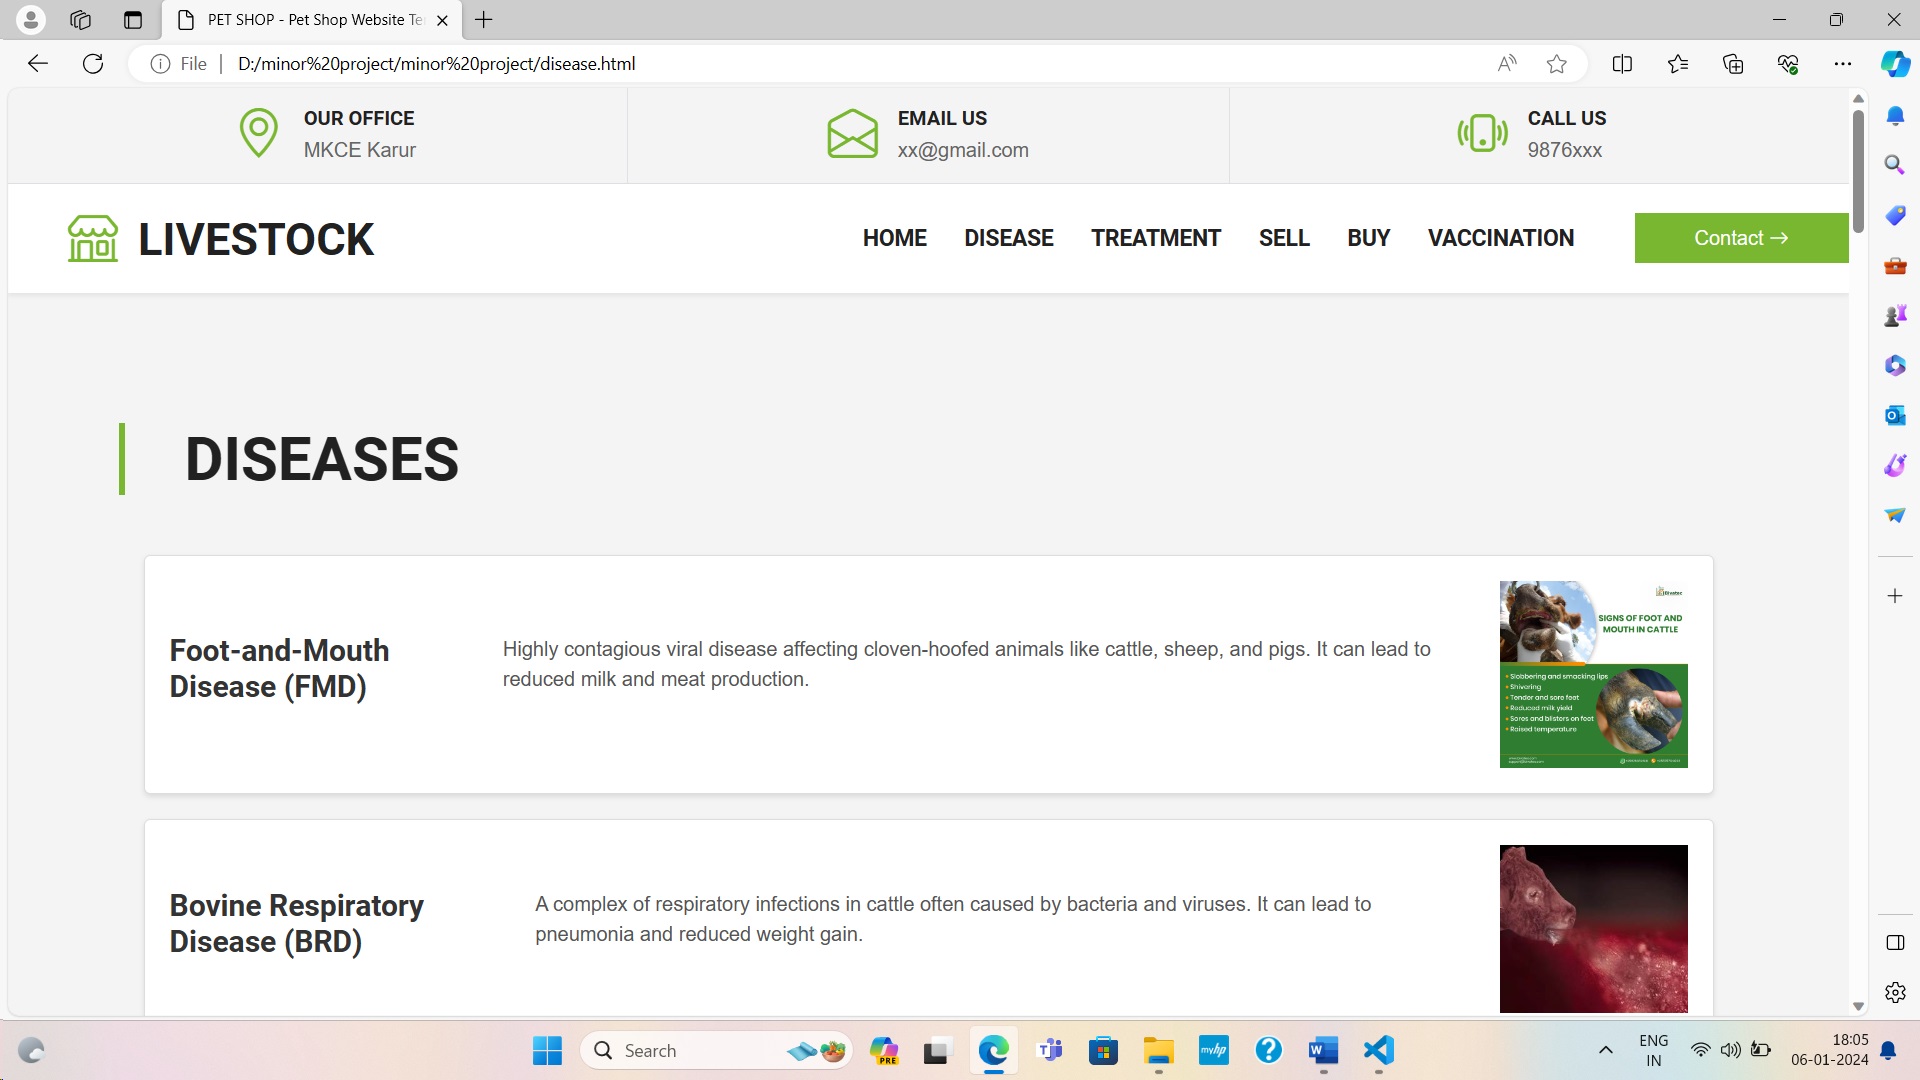 PET SHOP - Pet Shop Website Te
File
D:/minor%20project/minor%20project/disease.html
OUR OFFICE
MKCE Karur
EMAIL US
xx@gmail.com
CALL US
9876xxx
LIVESTOCK
HOME
DISEASE
TREATMENT
SELL
BUY
VACCINATION
Contact →
DISEASES
Foot-and-Mouth
Disease (FMD)
Highly contagious viral disease affecting cloven-hoofed animals like cattle, sheep, and pigs. It can lead to
reduced milk and meat production.
SIGNS OF FOOT AND
MOUTH IN CATTLE
Slobbering and smacking lips
Shivering
Tender and sore feet
Reduced milk yield
Sores and blisters on feet
Raised temperature
Bovine Respiratory
Disease (BRD)
A complex of respiratory infections in cattle often caused by bacteria and viruses. It can lead to
pneumonia and reduced weight gain.
Search
PRE
myhp
ENG
IN
18:05
06-01-2024